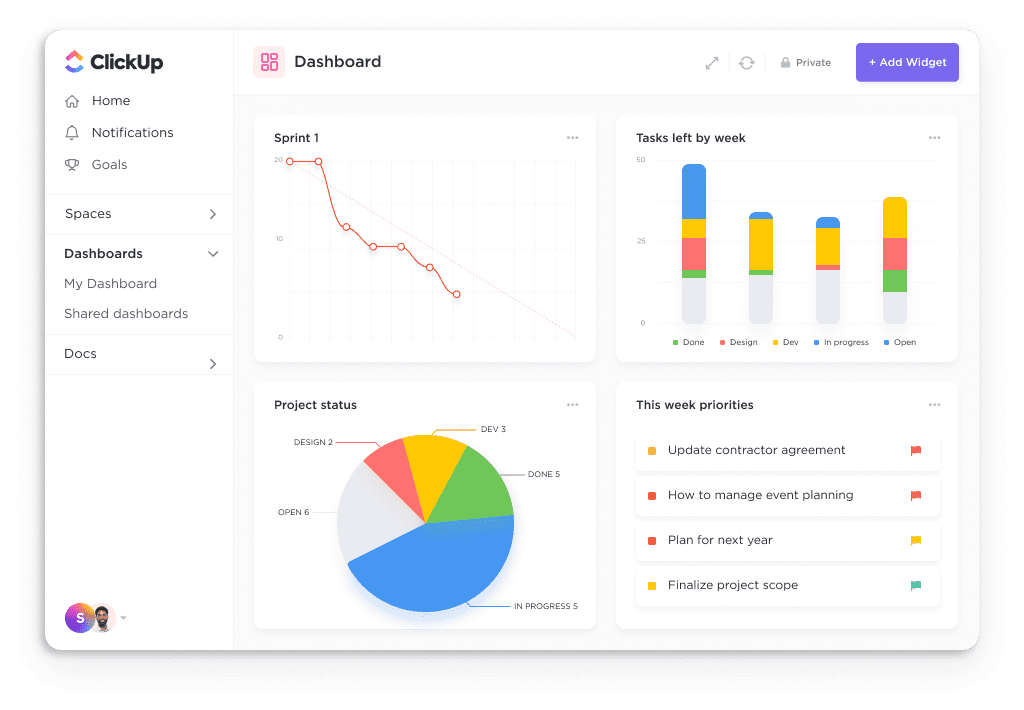 ClickUp
Home
Notifications
Goals
Spaces
Dashboards
My Dashboard
Shared dashboards
Docs
S
Dashboard
Private
+ Add Widget
Sprint 1
20
10
0
Tasks left by week
50
25
0
Done Design Dev In progress Open
Project status
DEV 3
DESIGN 2
DONE 5
OPEN 6
IN PROGRESS 5
This week priorities
Update contractor agreement
How to manage event planning
Plan for next year
Finalize project scope